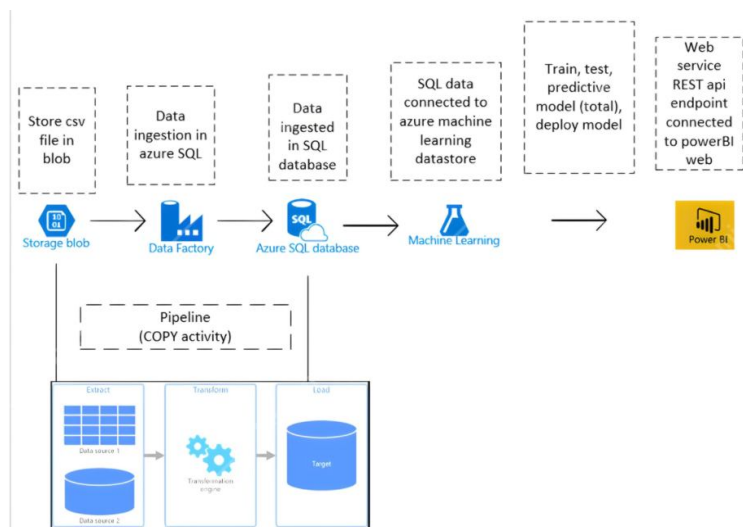 Store csv
file in
blob
Data
ingestion in
azure SQL
Data
ingested
in SQL
database
SQL data
connected to
azure machine
learning
datastore
Train, test,
predictive
model (total),
deploy model
Web
service
REST api
endpoint
connected
to powerBI
web
10
01
Storage blob
Data Factory
SQL
Azure SQL database
Machine Learning
Power BI
Pipeline
(COPY activity)
Extract
Transform
Load
Data source 1
Data source 2
Transformation
engine
Target